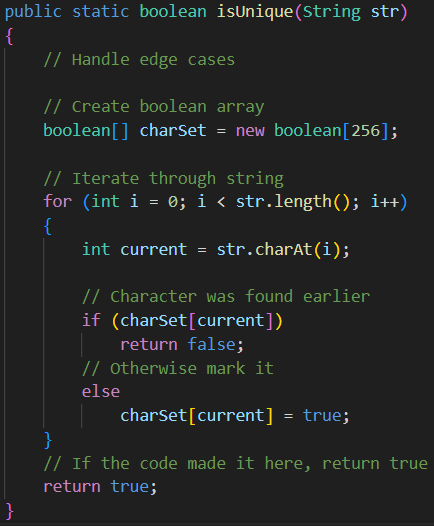 public static boolean isUnique(String str)
{
// Handle edge cases
// Create boolean array
boolean[] charSet = new boolean[256];
// Iterate through string
for (int i = 0; i < str.length(); i++)
{
int current = str.charAt(i);
// Character was found earlier
if (charSet[current])
return false;
// Otherwise mark it
else
charSet[current] = true;
}
// If the code made it here, return true
return true;
}